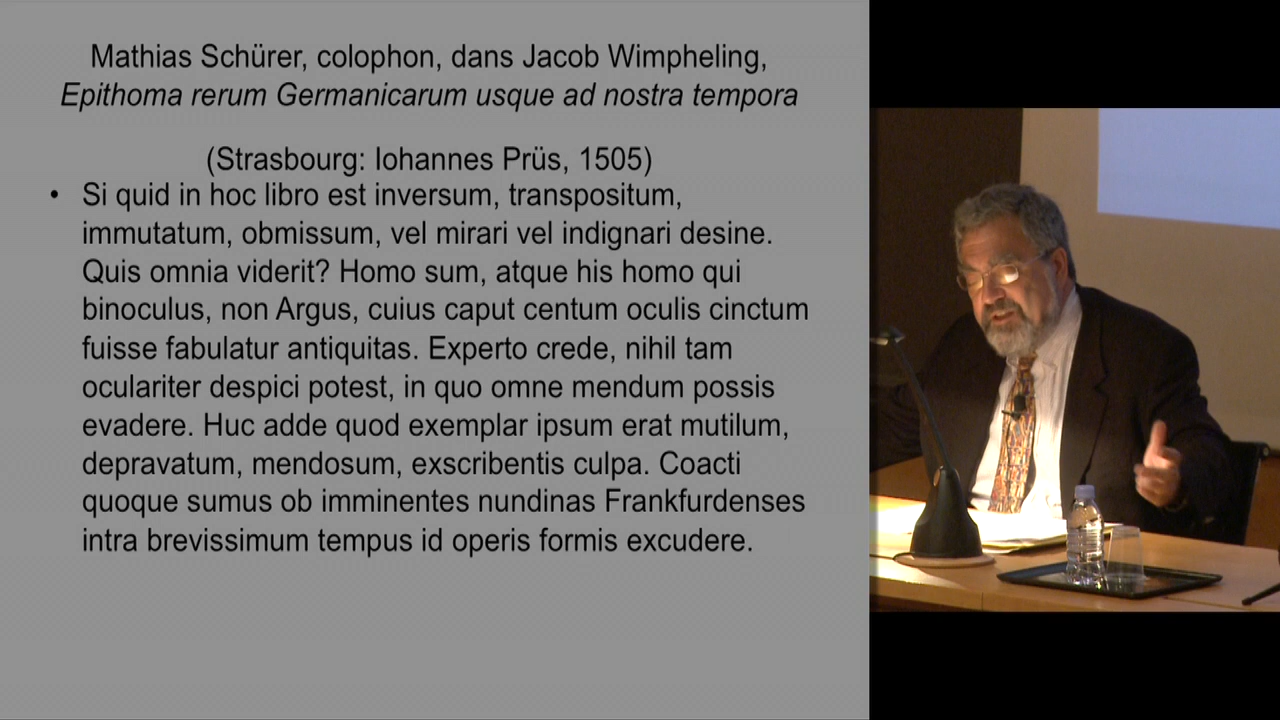 Mathias Schürer, colophon, dans Jacob Wimpheling,
Epithoma rerum Germanicarum usque ad nostra tempora
(Strasbourg: Iohannes Prüs, 1505)
• Si quid in hoc libro est inversum, transpositum,
immutatum, obmissum, vel mirari vel indignari desine.
Quis omnia viderit? Homo sum, atque his homo qui
binoculus, non Argus, cuius caput centum oculis cinctum
fuisse fabulatur antiquitas. Experto crede, nihil tam
oculariter despici potest, in quo omne mendum possis
evadere. Huc adde quod exemplar ipsum erat mutilum,
depravatum, mendosum, exscribentis culpa. Coacti
quoque sumus ob imminentes nundinas Frankfurdenses
intra brevissimum tempus id operis formis excudere.